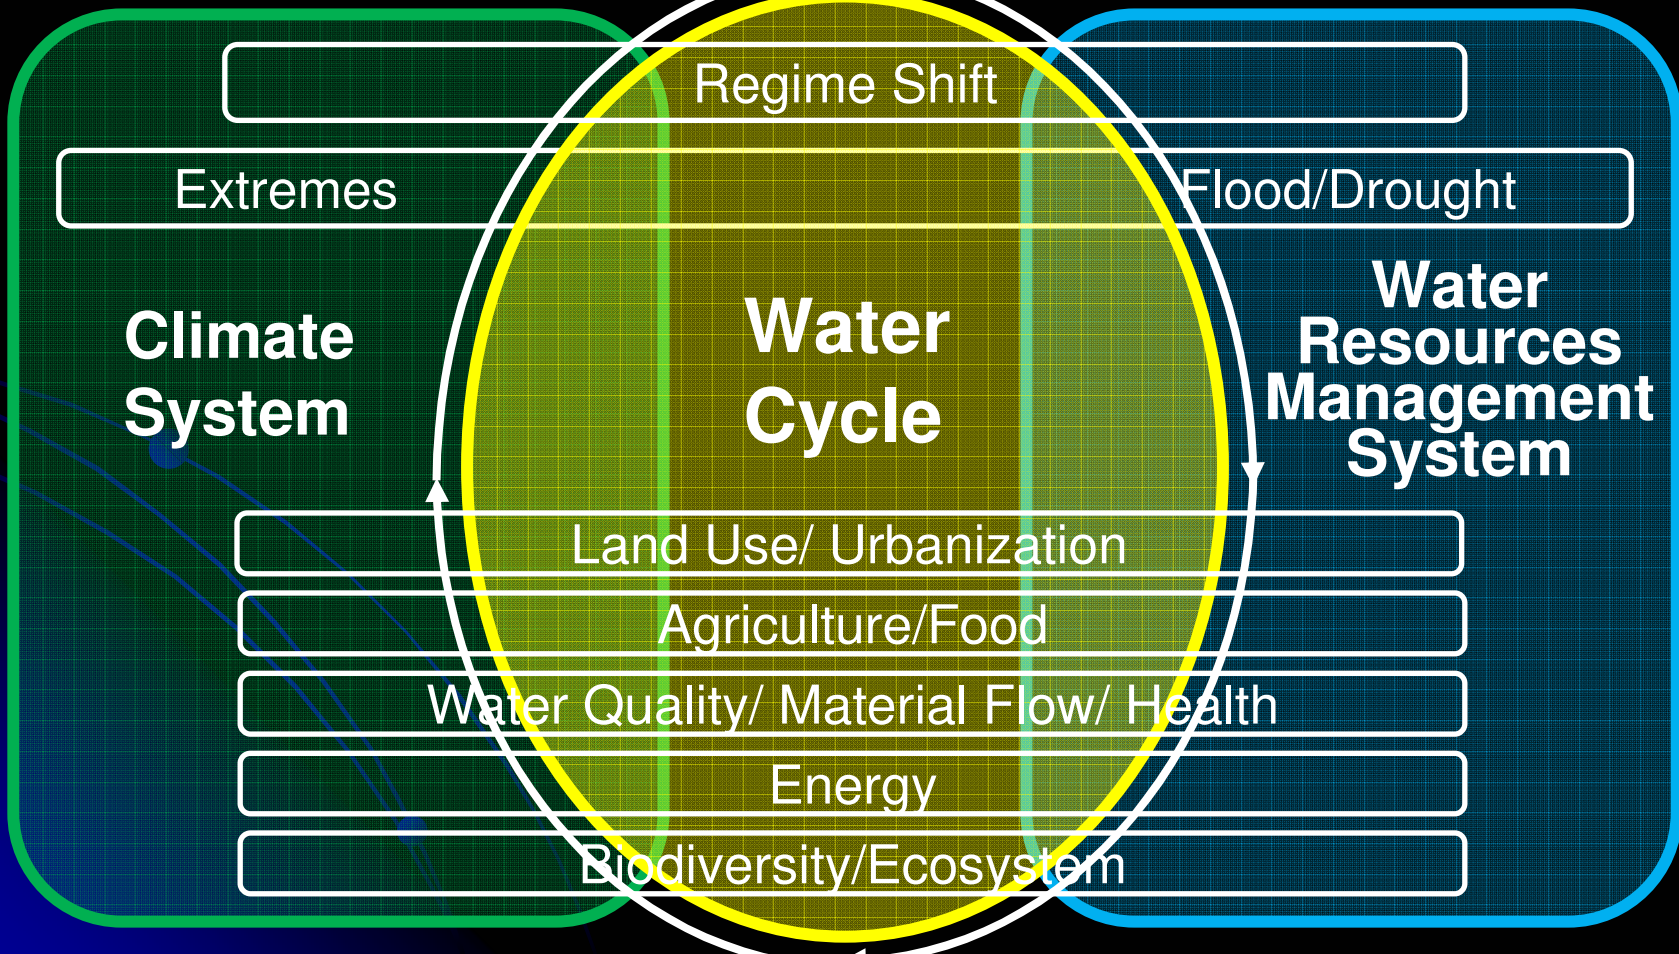 Regime Shift
Extremes
Flood/Drought
Climate
System
Water
Cycle
Water
Resources
Management
System
Land Use/ Urbanization
Agriculture/Food
Water Quality/ Material Flow/ Health
Energy
Biodiversity/Ecosystem